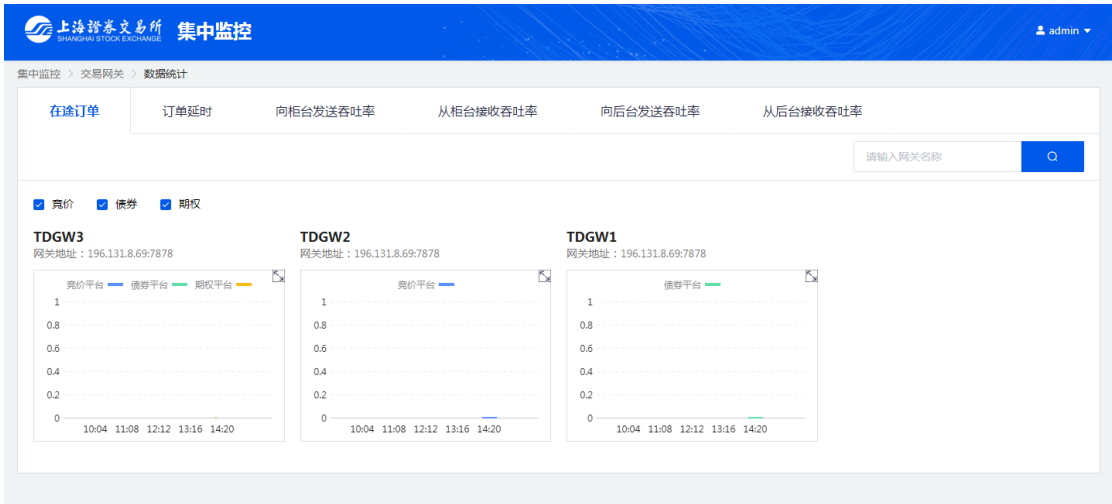 上海證券交易所 集中监控
SHANGHAI STOCK EXCHANGE
admin
集中监控 > 交易网关 > 数据统计
在途订单 订单延时 向柜台发送吞吐率 从柜台接收吞吐率 向后台发送吞吐率 从后台接收吞吐率
请输入网关名称
竞价 债券 期权
TDGW3
网关地址：196.131.8.69:7878
竞价平台 债券平台 期权平台
1
0.8
0.6
0.4
0.2
0
10:04 11:08 12:12 13:16 14:20
TDGW2
网关地址：196.131.8.69:7878
竞价平台
1
0.8
0.6
0.4
0.2
0
10:04 11:08 12:12 13:16 14:20
TDGW1
网关地址：196.131.8.69:7878
债券平台
1
0.8
0.6
0.4
0.2
0
10:04 11:08 12:12 13:16 14:20